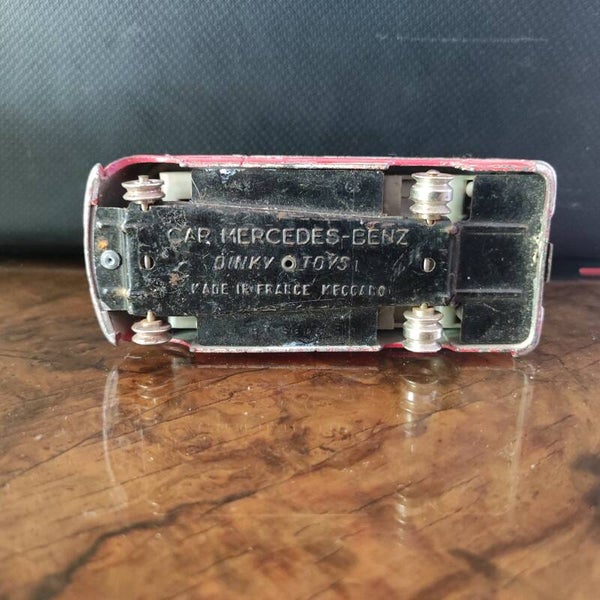 CAR MERCEDES-BENZ
DINKY TOYS
MADE IN FRANCE MECCANO